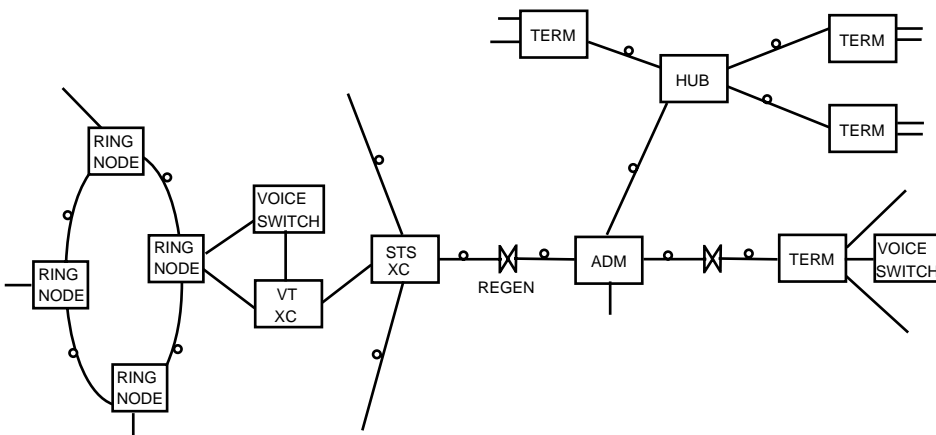 TERM
TERM
HUB
TERM
RING
NODE
VOICE
SWITCH
RING
NODE
STS
XC
ADM
TERM
VOICE
SWITCH
RING
NODE
REGEN
VT
XC
RING
NODE